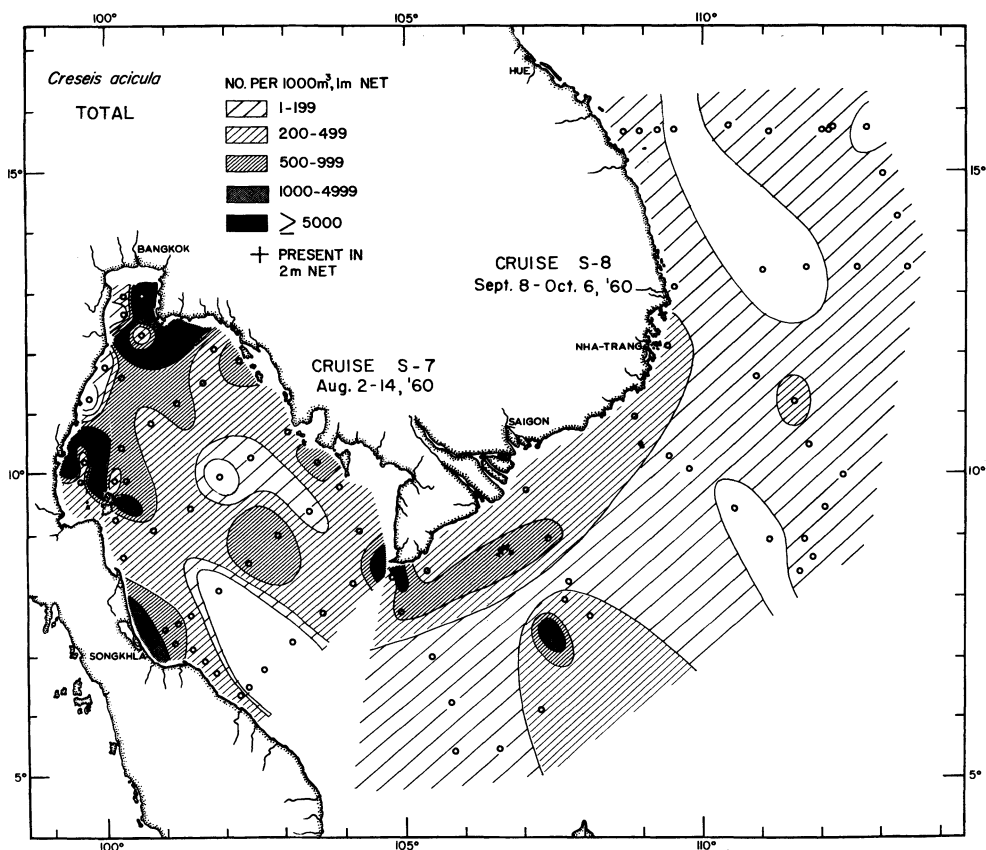 100° 105° 110°
Creseis acicula
TOTAL
NO. PER 1000m³, 1m NET
1-199
200-499
500-999
1000-4999
≥ 5000
+ PRESENT IN
2m NET
HUE
15° 15°
BANGKOK
CRUISE S-8
Sept. 8-Oct. 6, '60
NHA-TRANG
CRUISE S-7
Aug. 2-14, '60
SAIGON
10° 10°
SONGKHLA
5° 5°
100° 105° 110°